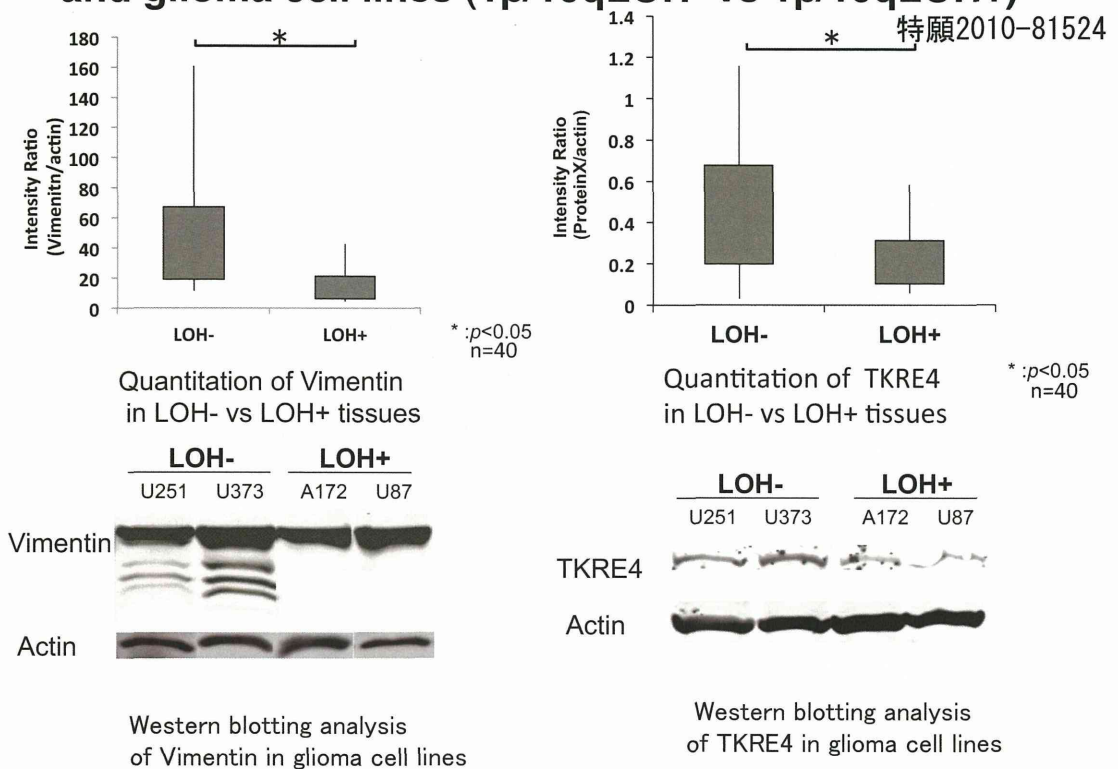 特願2010-81524
180
160
140
120
100
80
60
40
20
0
Intensity Ratio
(Vimenitn/actin)
*
LOH-
LOH+
* :p<0.05
n=40
Quantitation of Vimentin
in LOH- vs LOH+ tissues
1.4
1.2
1
0.8
0.6
0.4
0.2
0
Intensity Ratio
(ProteinX/actin)
*
LOH-
LOH+
* :p<0.05
n=40
Quantitation of TKRE4
in LOH- vs LOH+ tissues
LOH- LOH+
U251 U373 A172 U87
Vimentin
Actin
Western blotting analysis
of Vimentin in glioma cell lines
LOH- LOH+
U251 U373 A172 U87
TKRE4
Actin
Western blotting analysis
of TKRE4 in glioma cell lines